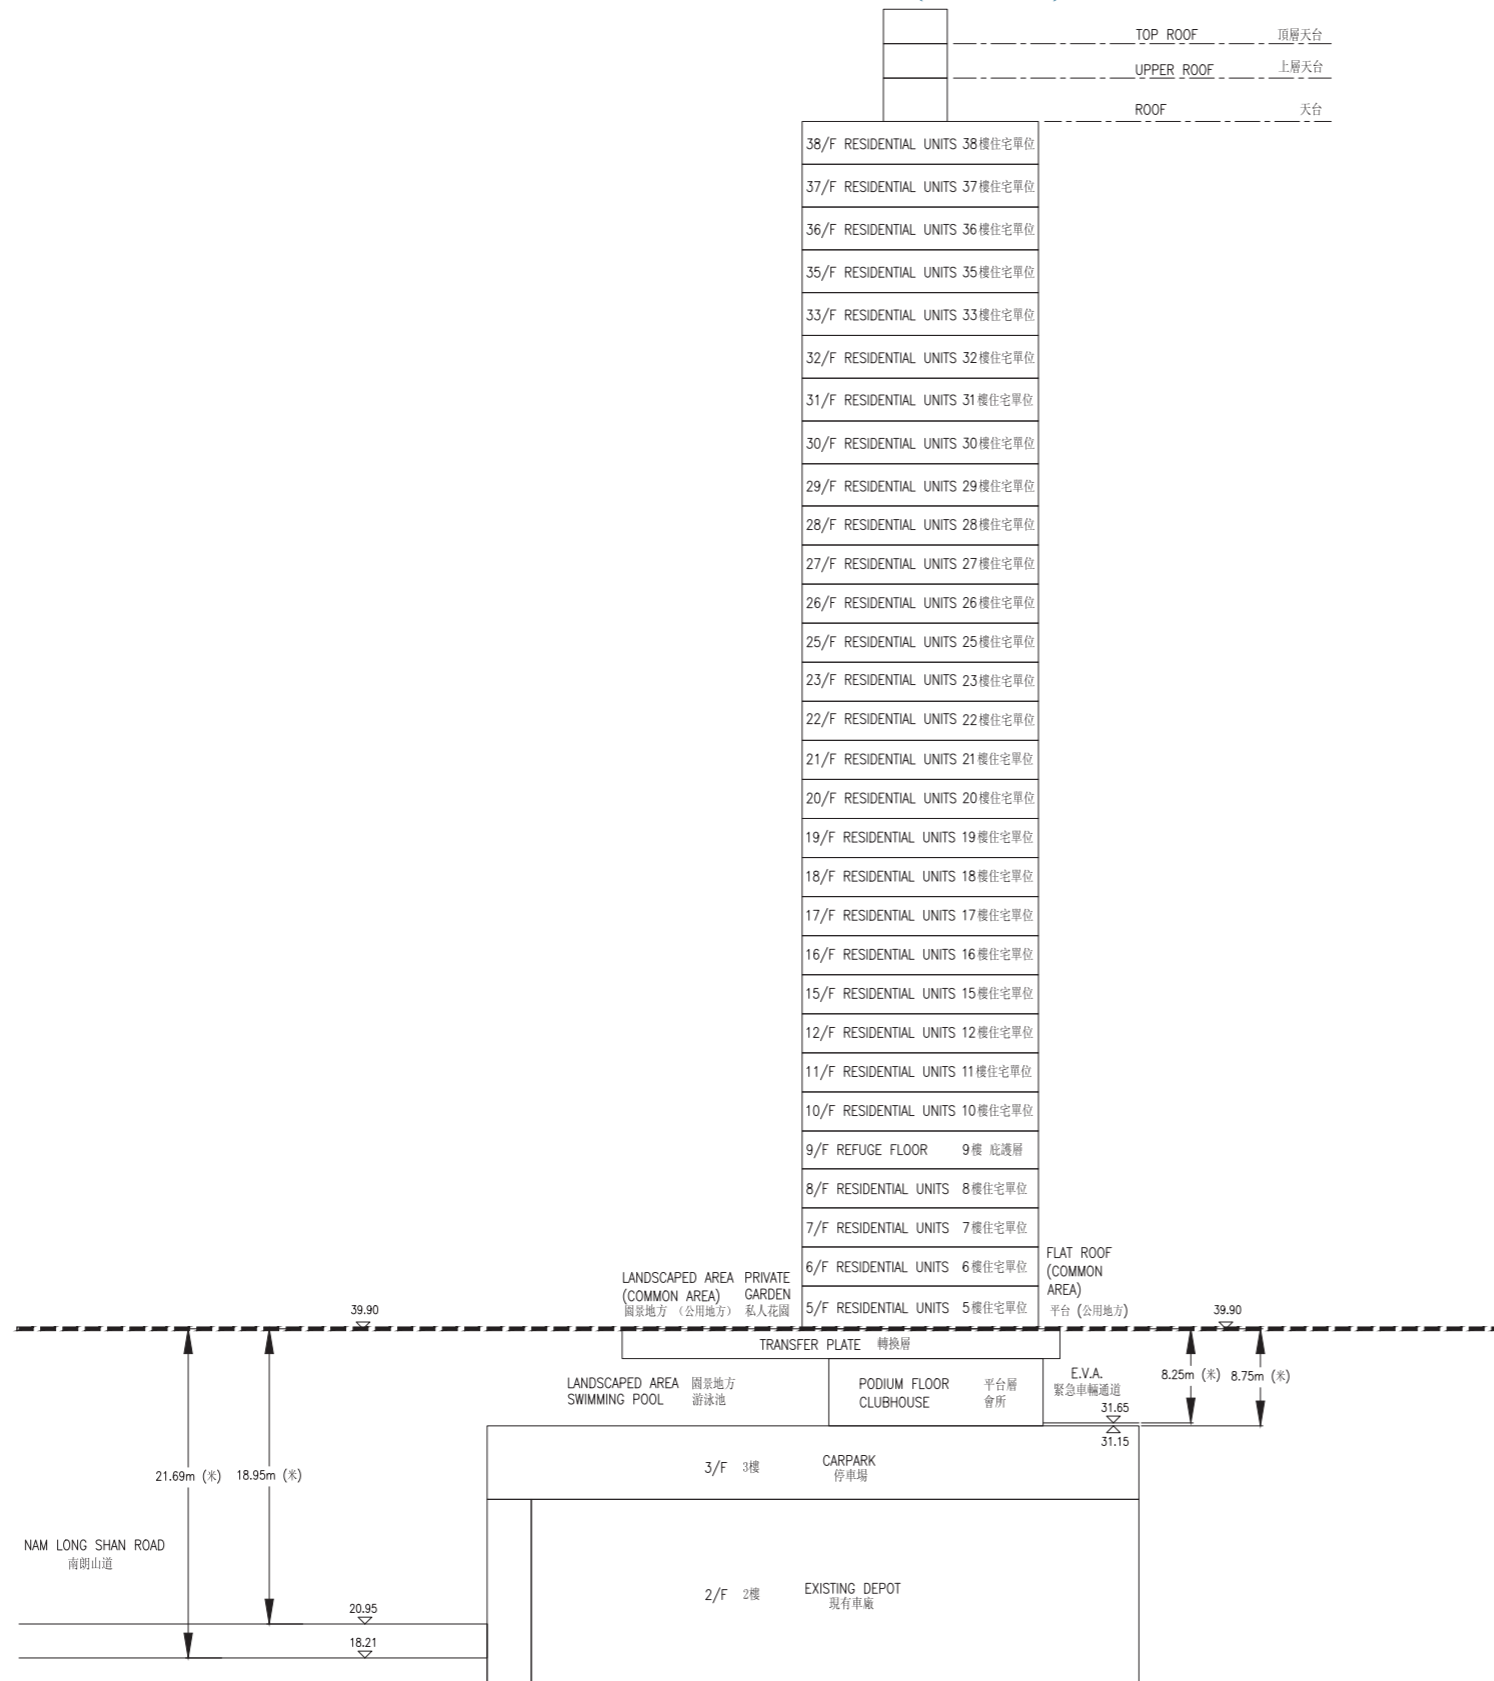 TOP ROOF 頂層天台
UPPER ROOF 上層天台
ROOF 天台
38/F RESIDENTIAL UNITS 38樓住宅單位
37/F RESIDENTIAL UNITS 37樓住宅單位
36/F RESIDENTIAL UNITS 36樓住宅單位
35/F RESIDENTIAL UNITS 35樓住宅單位
33/F RESIDENTIAL UNITS 33樓住宅單位
32/F RESIDENTIAL UNITS 32樓住宅單位
31/F RESIDENTIAL UNITS 31樓住宅單位
30/F RESIDENTIAL UNITS 30樓住宅單位
29/F RESIDENTIAL UNITS 29樓住宅單位
28/F RESIDENTIAL UNITS 28樓住宅單位
27/F RESIDENTIAL UNITS 27樓住宅單位
26/F RESIDENTIAL UNITS 26樓住宅單位
25/F RESIDENTIAL UNITS 25樓住宅單位
23/F RESIDENTIAL UNITS 23樓住宅單位
22/F RESIDENTIAL UNITS 22樓住宅單位
21/F RESIDENTIAL UNITS 21樓住宅單位
20/F RESIDENTIAL UNITS 20樓住宅單位
19/F RESIDENTIAL UNITS 19樓住宅單位
18/F RESIDENTIAL UNITS 18樓住宅單位
17/F RESIDENTIAL UNITS 17樓住宅單位
16/F RESIDENTIAL UNITS 16樓住宅單位
15/F RESIDENTIAL UNITS 15樓住宅單位
12/F RESIDENTIAL UNITS 12樓住宅單位
11/F RESIDENTIAL UNITS 11樓住宅單位
10/F RESIDENTIAL UNITS 10樓住宅單位
9/F REFUGE FLOOR 9樓 庇護層
8/F RESIDENTIAL UNITS 8樓住宅單位
7/F RESIDENTIAL UNITS 7樓住宅單位
6/F RESIDENTIAL UNITS 6樓住宅單位
5/F RESIDENTIAL UNITS 5樓住宅單位
FLAT ROOF
(COMMON
AREA)
平台 (公用地方)
LANDSCAPED AREA
(COMMON AREA)
園景地方 (公用地方)
PRIVATE
GARDEN
私人花園
39.90
39.90
TRANSFER PLATE 轉換層
LANDSCAPED AREA 園景地方
SWIMMING POOL 游泳池
PODIUM FLOOR 平台層
CLUBHOUSE 會所
E.V.A.
緊急車輛通道
31.65
31.15
8.25m (米)
8.75m (米)
21.69m (米)
18.95m (米)
3/F 3樓
CARPARK
停車場
NAM LONG SHAN ROAD
南朗山道
2/F 2樓
EXISTING DEPOT
現有車廠
20.95
18.21